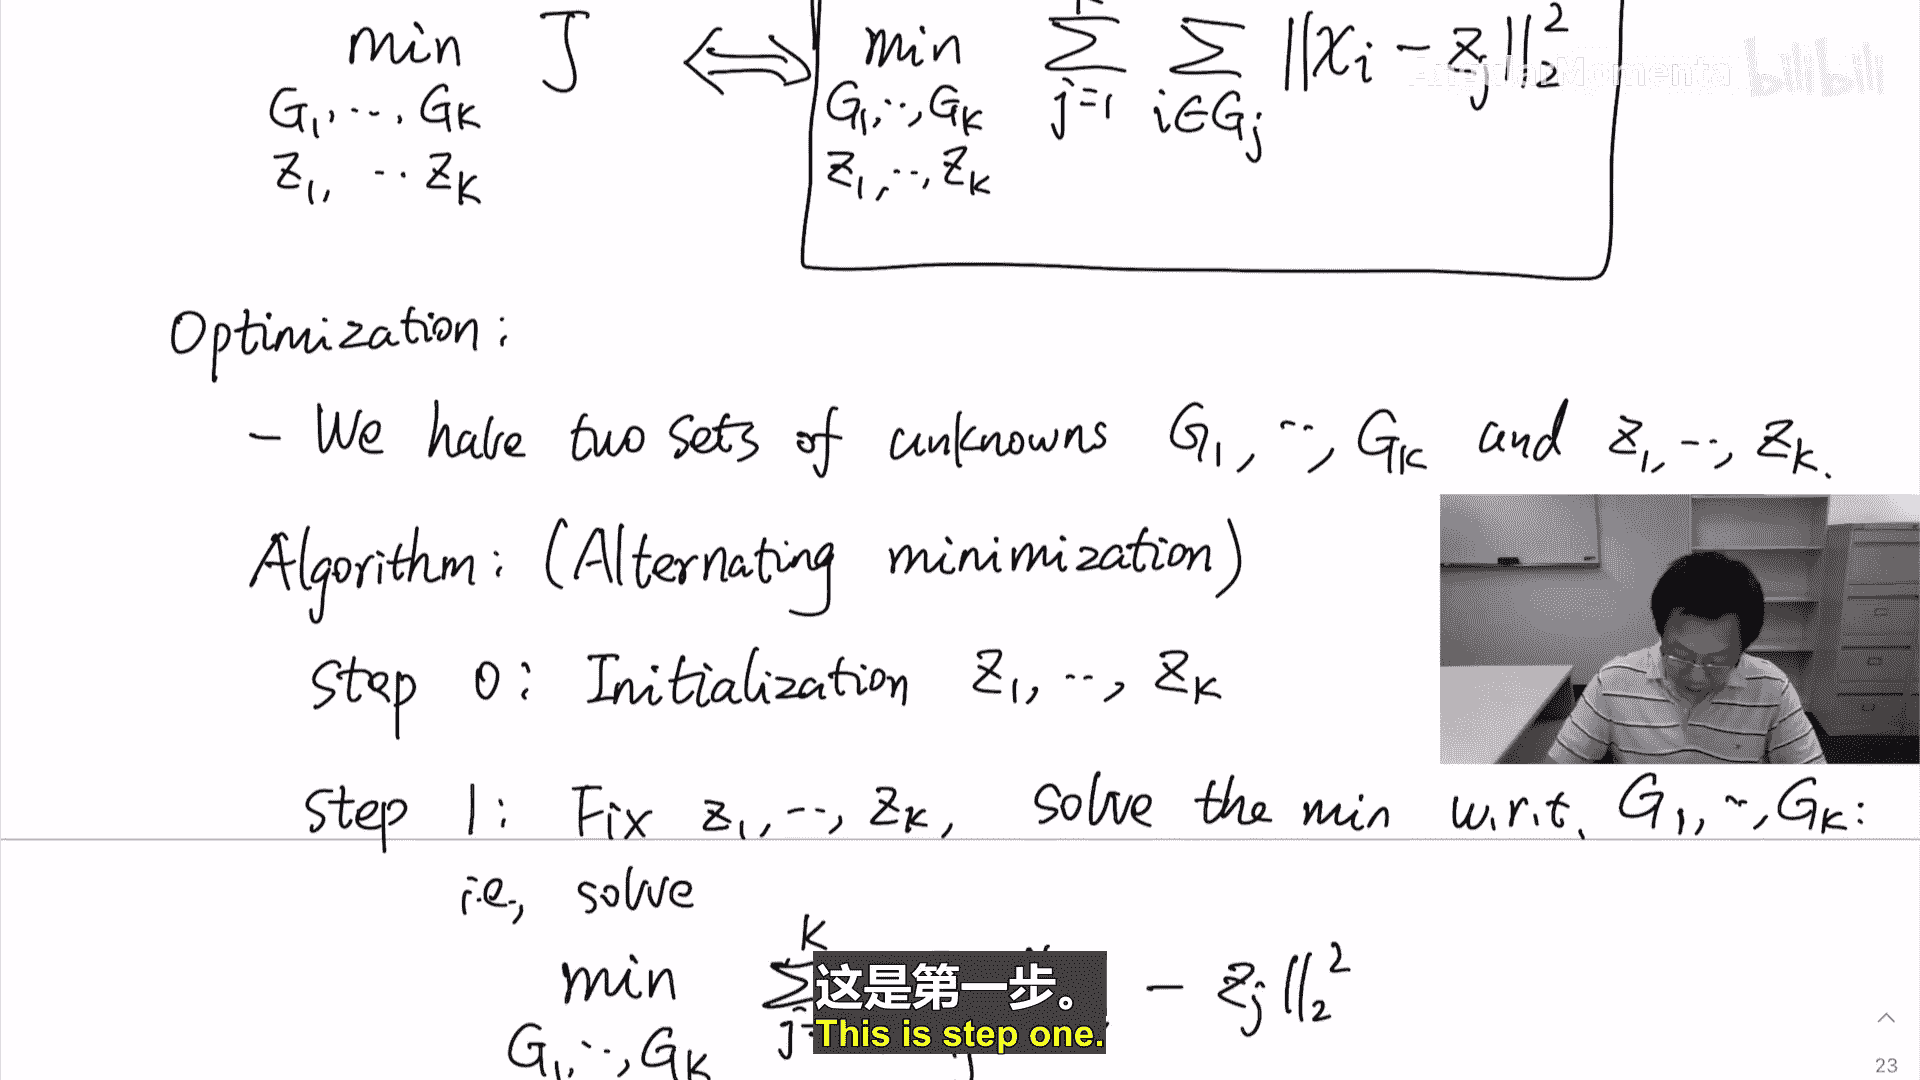 min J ⟺ min Σ_{j=1} Σ_{i∈G_j} ||x_i - z_j||_2^2
G_1, ..., G_K G_1, .., G_K
z_1, .. z_K z_1, .., z_K
bilibili
Optimization:
- We have two sets of unknowns G_1, .., G_K and z_1, .., z_K.
Algorithm: (Alternating minimization)
Step 0: Initialization z_1, .., z_K
Step 1: Fix z_1, .., z_K, solve the min w.r.t. G_1, .., G_K:
i.e., solve
min Σ^K - z_j||_2^2
G_1, .., G_K
这是第一步。
This is step one.
23